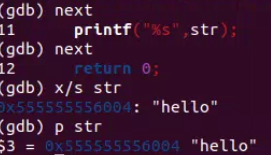 (gdb) next
11 printf("%s",str);
(gdb) next
12 return 0;
(gdb) x/s str
0x555555556004: "hello"
(gdb) p str
$3 = 0x555555556004 "hello"